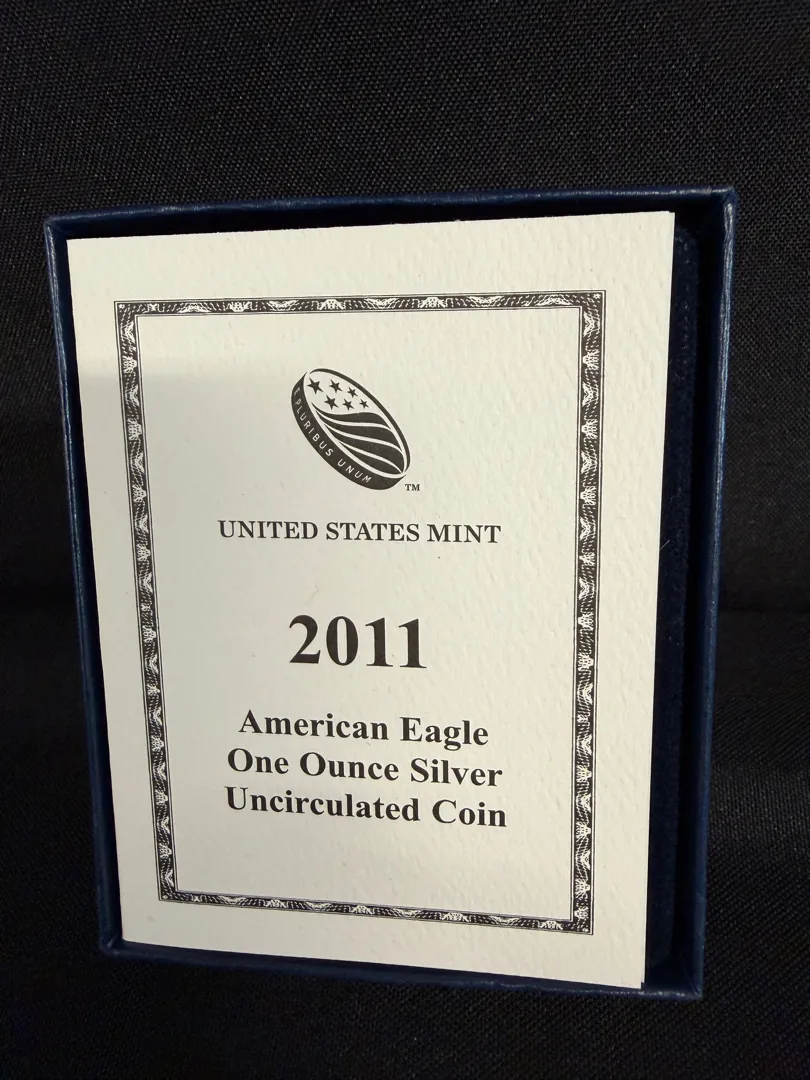 E PLURIBUS UNUM
TM
UNITED STATES MINT
2011
American Eagle
One Ounce Silver
Uncirculated Coin